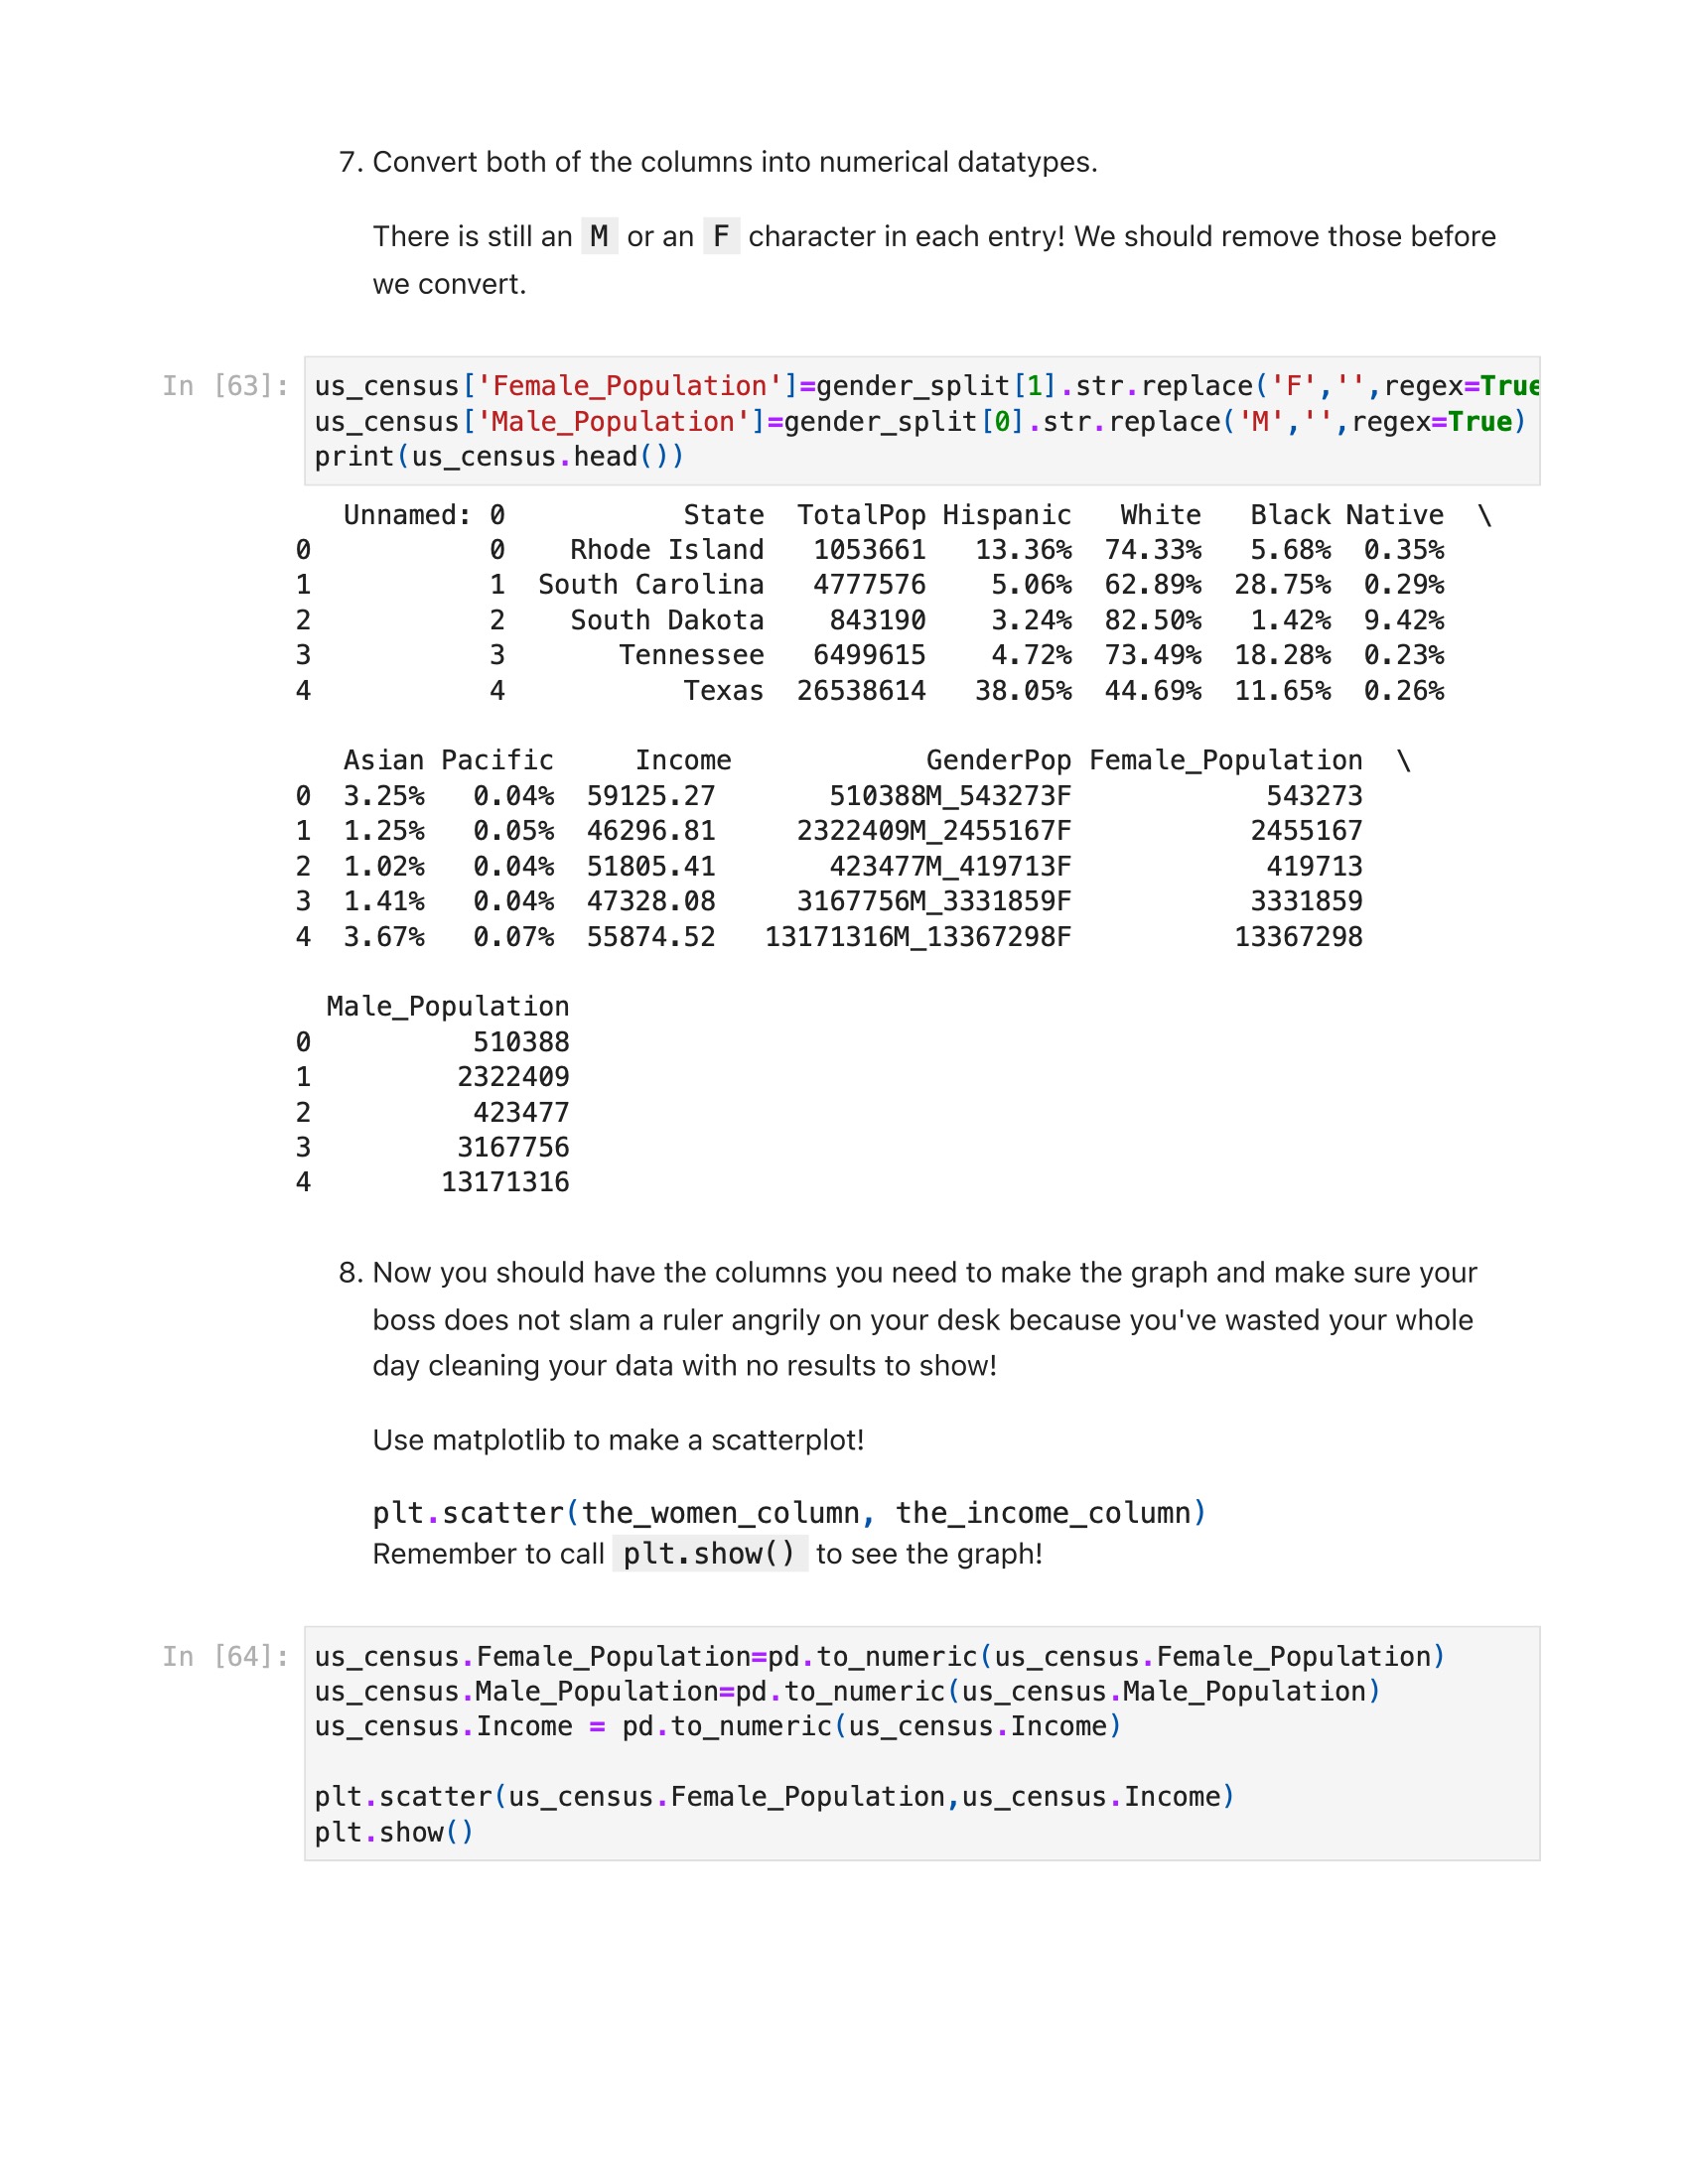 7. Convert both of the columns into numerical datatypes.
There is still an M or an F character in each entry! We should remove those before
we convert.
In [63]: us_census['Female_Population']=gender_split[1].str.replace('F','',regex=True
us_census['Male_Population']=gender_split[0].str.replace('M','',regex=True)
print(us_census.head())
Unnamed: 0 State TotalPop Hispanic White Black Native \
0 0 Rhode Island 1053661 13.36% 74.33% 5.68% 0.35%
1 1 South Carolina 4777576 5.06% 62.89% 28.75% 0.29%
2 2 South Dakota 843190 3.24% 82.50% 1.42% 9.42%
3 3 Tennessee 6499615 4.72% 73.49% 18.28% 0.23%
4 4 Texas 26538614 38.05% 44.69% 11.65% 0.26%
Asian Pacific Income GenderPop Female_Population \
0 3.25% 0.04% 59125.27 510388M_543273F 543273
1 1.25% 0.05% 46296.81 2322409M_2455167F 2455167
2 1.02% 0.04% 51805.41 423477M_419713F 419713
3 1.41% 0.04% 47328.08 3167756M_3331859F 3331859
4 3.67% 0.07% 55874.52 13171316M_13367298F 13367298
Male_Population
0 510388
1 2322409
2 423477
3 3167756
4 13171316
8. Now you should have the columns you need to make the graph and make sure your
boss does not slam a ruler angrily on your desk because you've wasted your whole
day cleaning your data with no results to show!
Use matplotlib to make a scatterplot!
plt.scatter(the_women_column, the_income_column)
Remember to call plt.show() to see the graph!
In [64]: us_census.Female_Population=pd.to_numeric(us_census.Female_Population)
us_census.Male_Population=pd.to_numeric(us_census.Male_Population)
us_census.Income = pd.to_numeric(us_census.Income)
plt.scatter(us_census.Female_Population,us_census.Income)
plt.show()